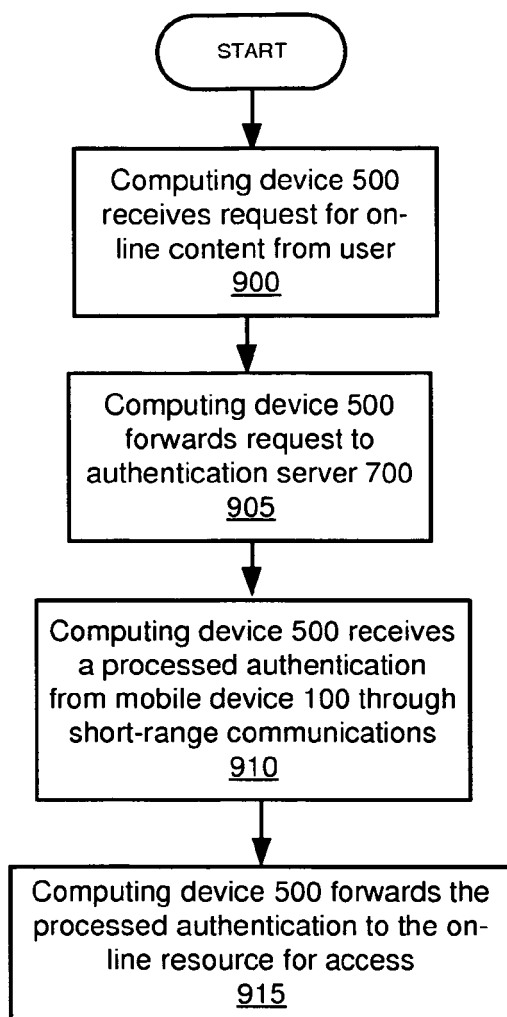 START
Computing device 500
receives request for on-
line content from user
900
Computing device 500
forwards request to
authentication server 700
905
Computing device 500 receives
a processed authentication
from mobile device 100 through
short-range communications
910
Computing device 500 forwards the
processed authentication to the on-
line resource for access
915